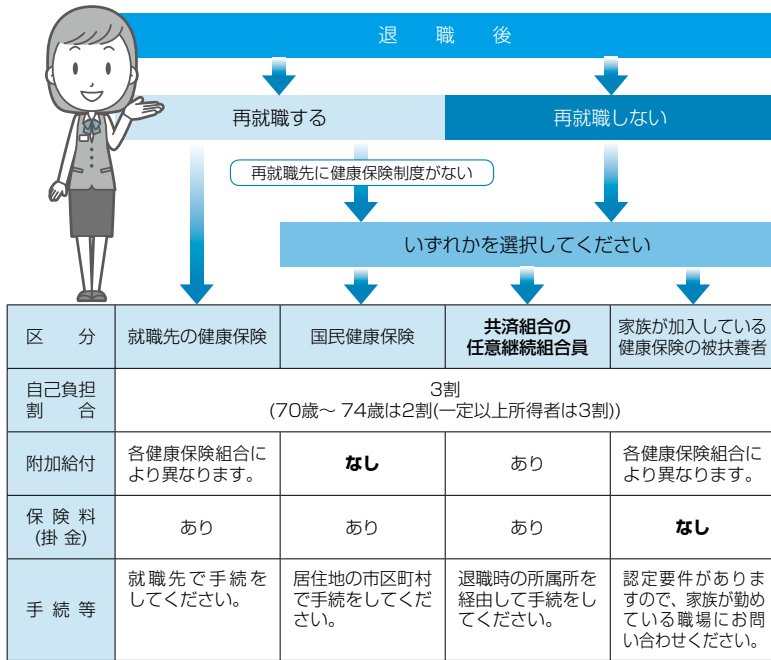 退職後
再就職する
再就職しない
再就職先に健康保険制度がない
いずれかを選択してください
区分
就職先の健康保険
国民健康保険
共済組合の
任意継続組合員
家族が加入している
健康保険の被扶養者
自己負担
割合
3割
(70歳～74歳は2割(一定以上所得者は3割))
附加給付
各健康保険組合に
より異なります。
なし
あり
各健康保険組合に
より異なります。
保険料
(掛金)
あり
あり
あり
なし
手続等
就職先で手続を
してください。
居住地の市区町村
で手続をしてくだ
さい。
退職時の所属所を
経由して手続をし
てください。
認定要件がありま
すので、家族が勤め
ている職場にお問
い合わせください。